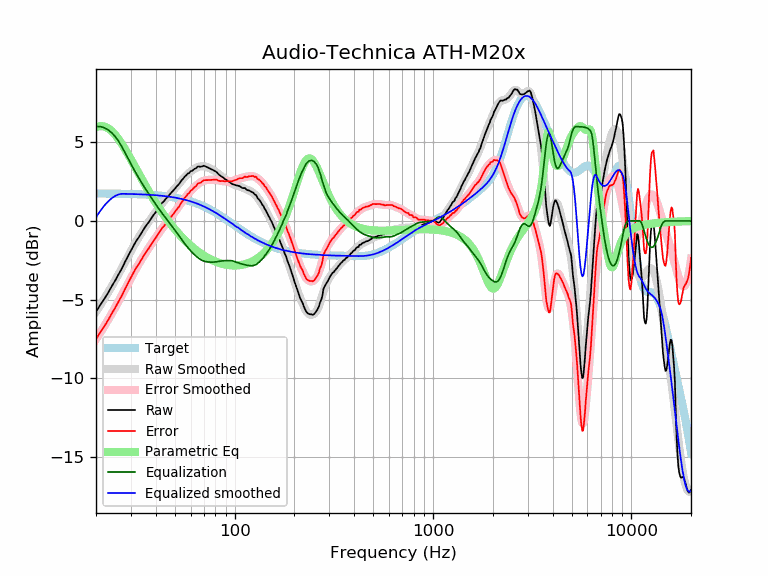 Audio-Technica ATH-M20x
Amplitude (dBr)
5
0
−5
−10
−15
Target
Raw Smoothed
Error Smoothed
Raw
Error
Parametric Eq
Equalization
Equalized smoothed
100
1000
10000
Frequency (Hz)